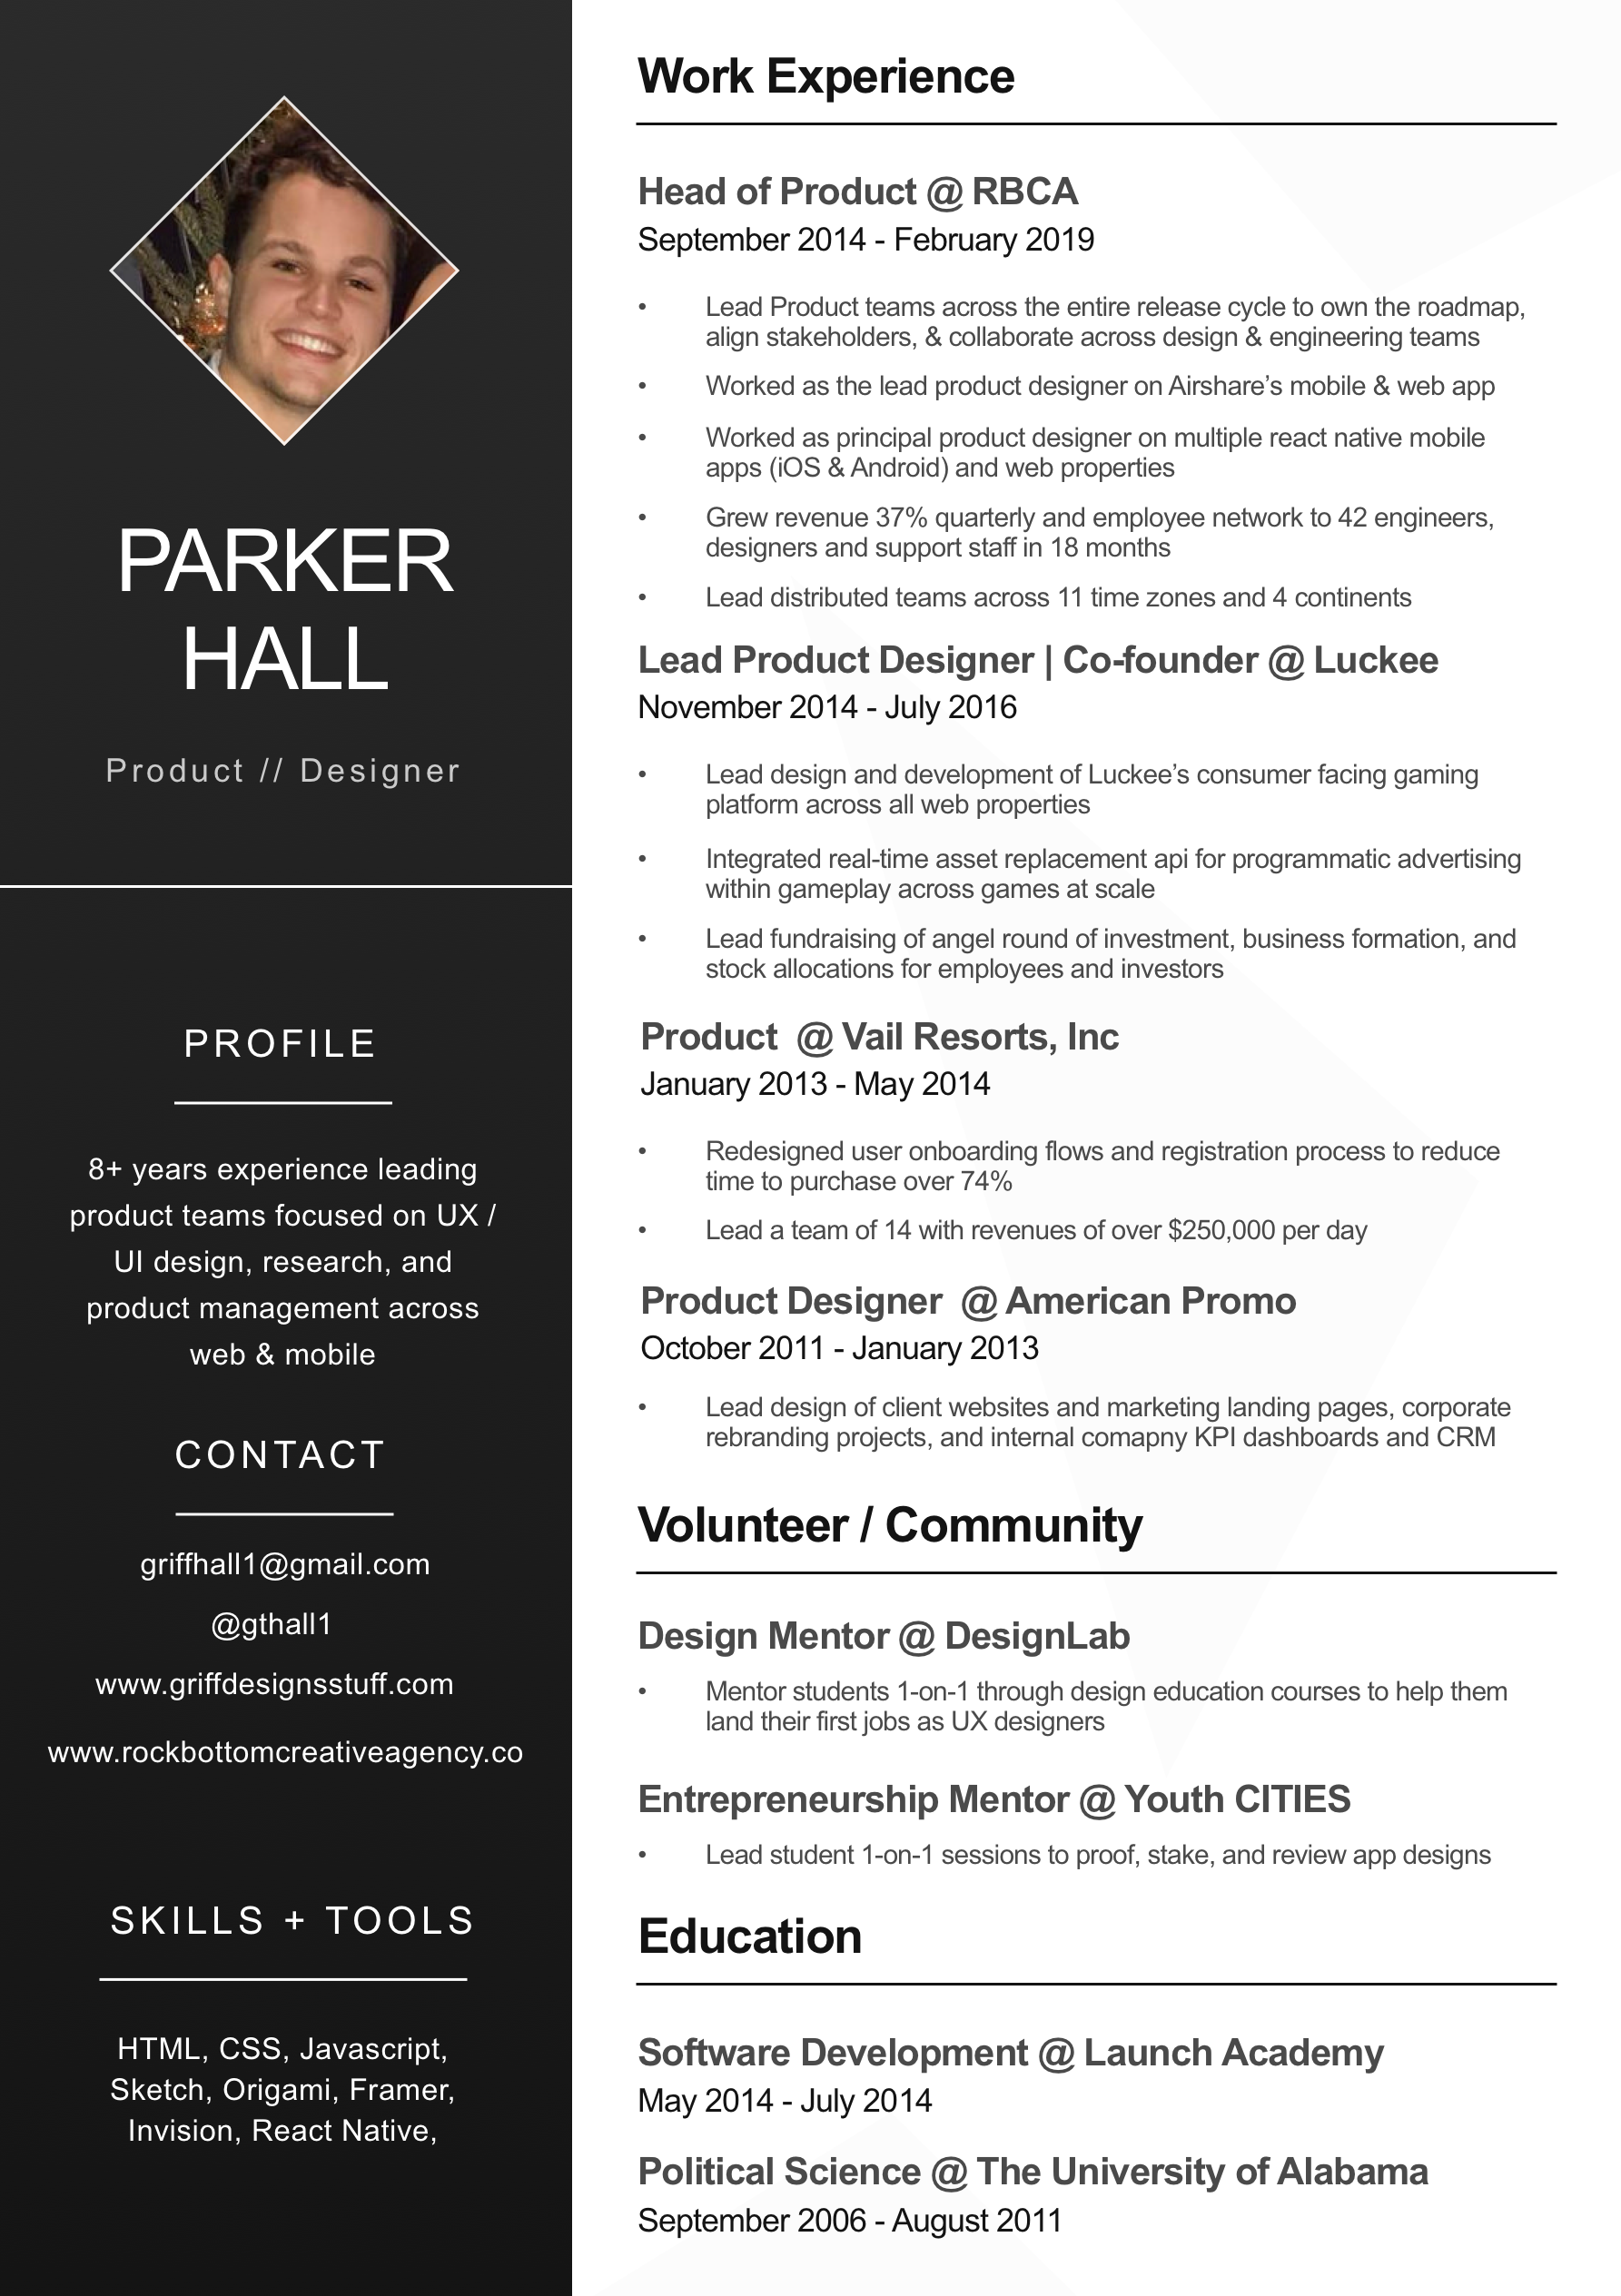 PARKER
HALL
Product // Designer
PROFILE
8+ years experience leading
product teams focused on UX /
UI design, research, and
product management across
web & mobile
CONTACT
griffhall1@gmail.com
@gthall1
www.griffdesignsstuff.com
www.rockbottomcreativeagency.co
SKILLS + TOOLS
HTML, CSS, Javascript,
Sketch, Origami, Framer,
Invision, React Native,
Work Experience
Head of Product @ RBCA
September 2014 - February 2019
• Lead Product teams across the entire release cycle to own the roadmap,
align stakeholders, & collaborate across design & engineering teams
• Worked as the lead product designer on Airshare’s mobile & web app
• Worked as principal product designer on multiple react native mobile
apps (iOS & Android) and web properties
• Grew revenue 37% quarterly and employee network to 42 engineers,
designers and support staff in 18 months
• Lead distributed teams across 11 time zones and 4 continents
Lead Product Designer | Co-founder @ Luckee
November 2014 - July 2016
• Lead design and development of Luckee’s consumer facing gaming
platform across all web properties
• Integrated real-time asset replacement api for programmatic advertising
within gameplay across games at scale
• Lead fundraising of angel round of investment, business formation, and
stock allocations for employees and investors
Product @ Vail Resorts, Inc
January 2013 - May 2014
• Redesigned user onboarding flows and registration process to reduce
time to purchase over 74%
• Lead a team of 14 with revenues of over $250,000 per day
Product Designer @ American Promo
October 2011 - January 2013
• Lead design of client websites and marketing landing pages, corporate
rebranding projects, and internal comapny KPI dashboards and CRM
Volunteer / Community
Design Mentor @ DesignLab
• Mentor students 1-on-1 through design education courses to help them
land their first jobs as UX designers
Entrepreneurship Mentor @ Youth CITIES
• Lead student 1-on-1 sessions to proof, stake, and review app designs
Education
Software Development @ Launch Academy
May 2014 - July 2014
Political Science @ The University of Alabama
September 2006 - August 2011